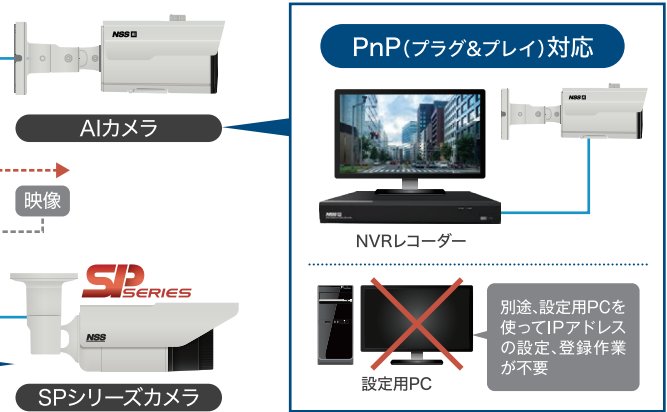 NSS
AIカメラ
映像
SP SERIES
NSS
SPシリーズカメラ
PnP（プラグ&プレイ）対応
NSS
NSS
NVRレコーダー
設定用PC
別途、設定用PCを
使ってIPアドレス
の設定、登録作業
が不要